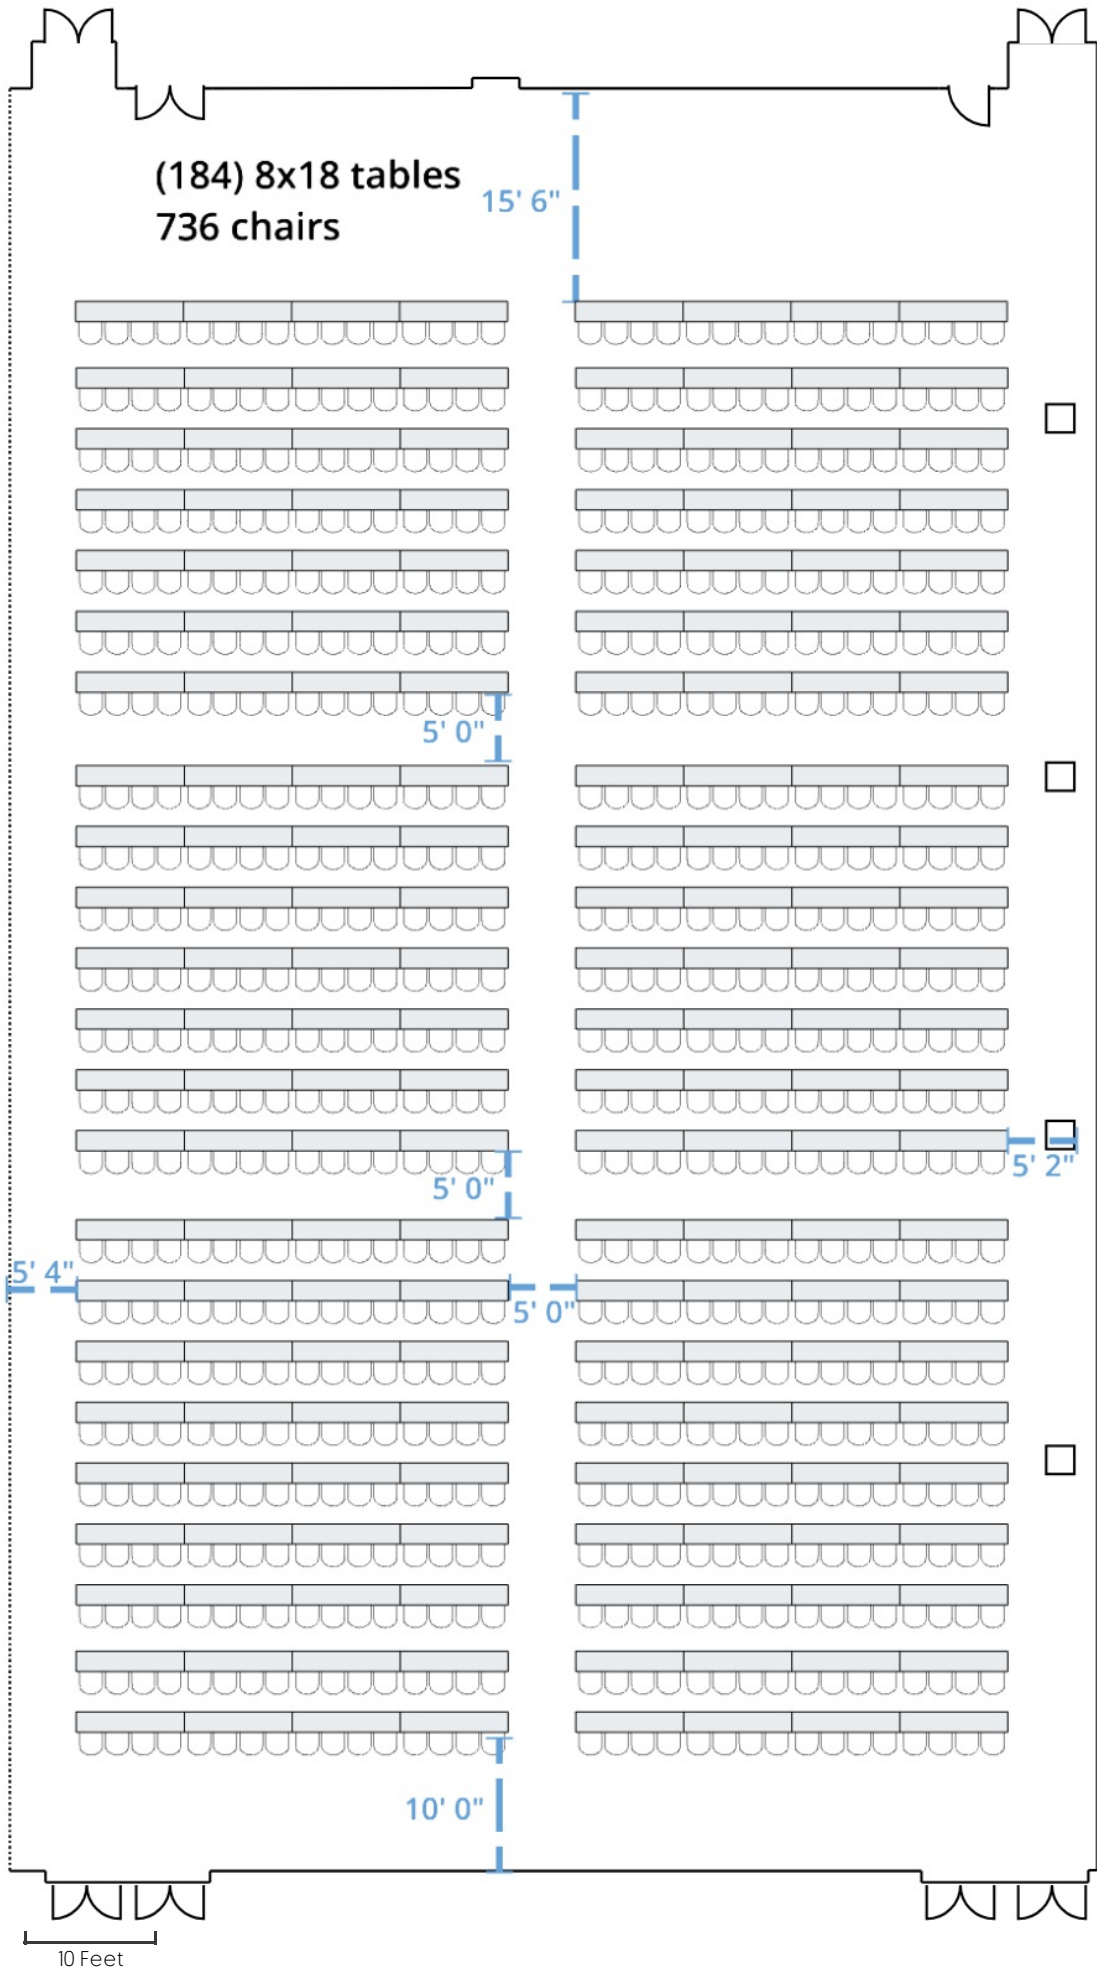 (184) 8x18 tables
736 chairs
15' 6"
5' 0"
5' 0"
5' 2"
5' 4"
5' 0"
10' 0"
10 Feet